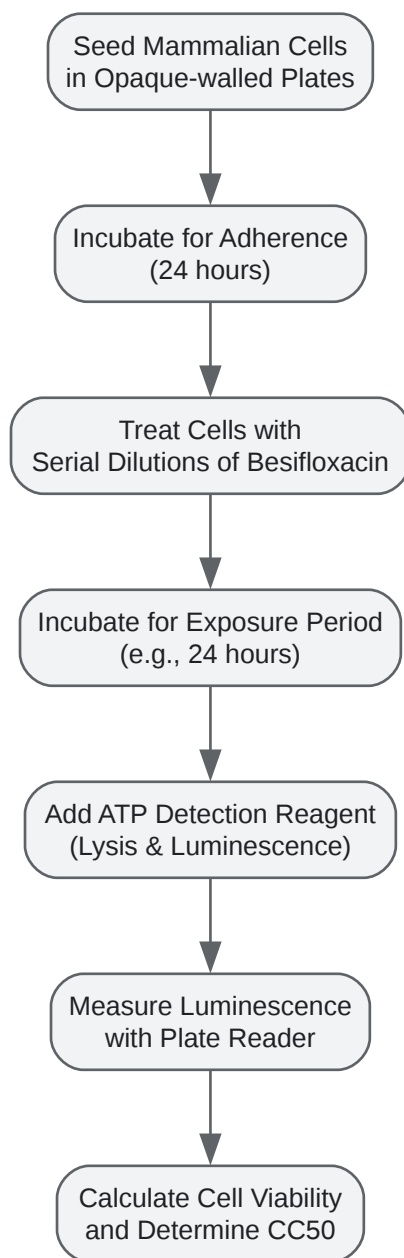 Seed Mammalian Cells
in Opaque-walled Plates
Incubate for Adherence
(24 hours)
Treat Cells with
Serial Dilutions of Besifloxacin
Incubate for Exposure Period
(e.g., 24 hours)
Add ATP Detection Reagent
(Lysis & Luminescence)
Measure Luminescence
with Plate Reader
Calculate Cell Viability
and Determine CC50